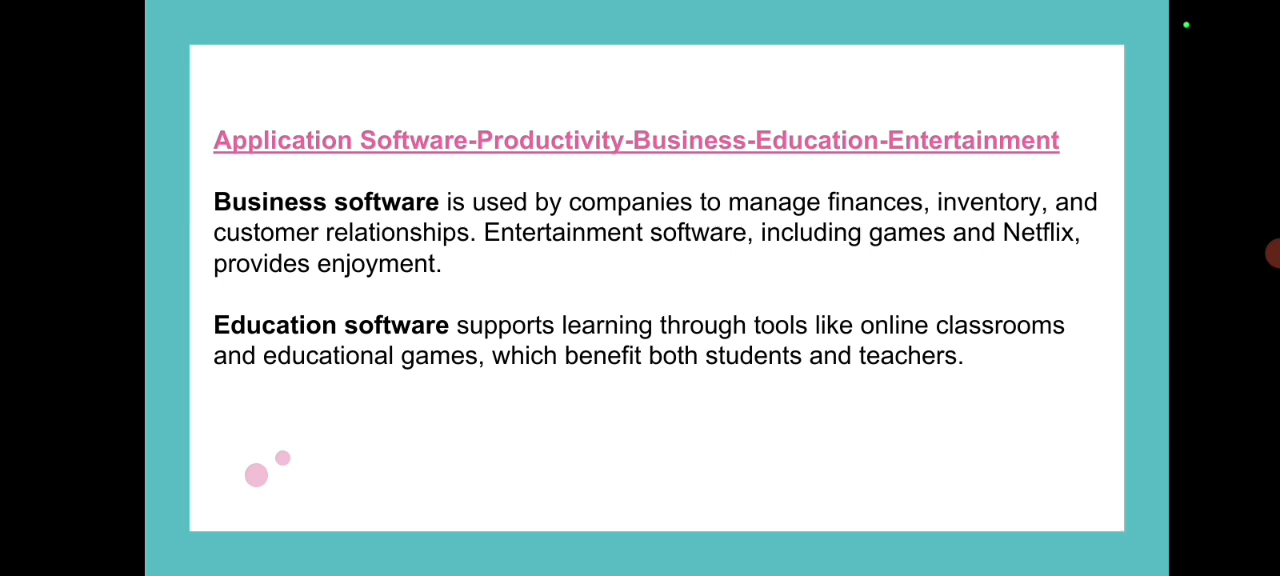 Application Software-Productivity-Business-Education-Entertainment
Business software is used by companies to manage finances, inventory, and
customer relationships. Entertainment software, including games and Netflix,
provides enjoyment.
Education software supports learning through tools like online classrooms
and educational games, which benefit both students and teachers.